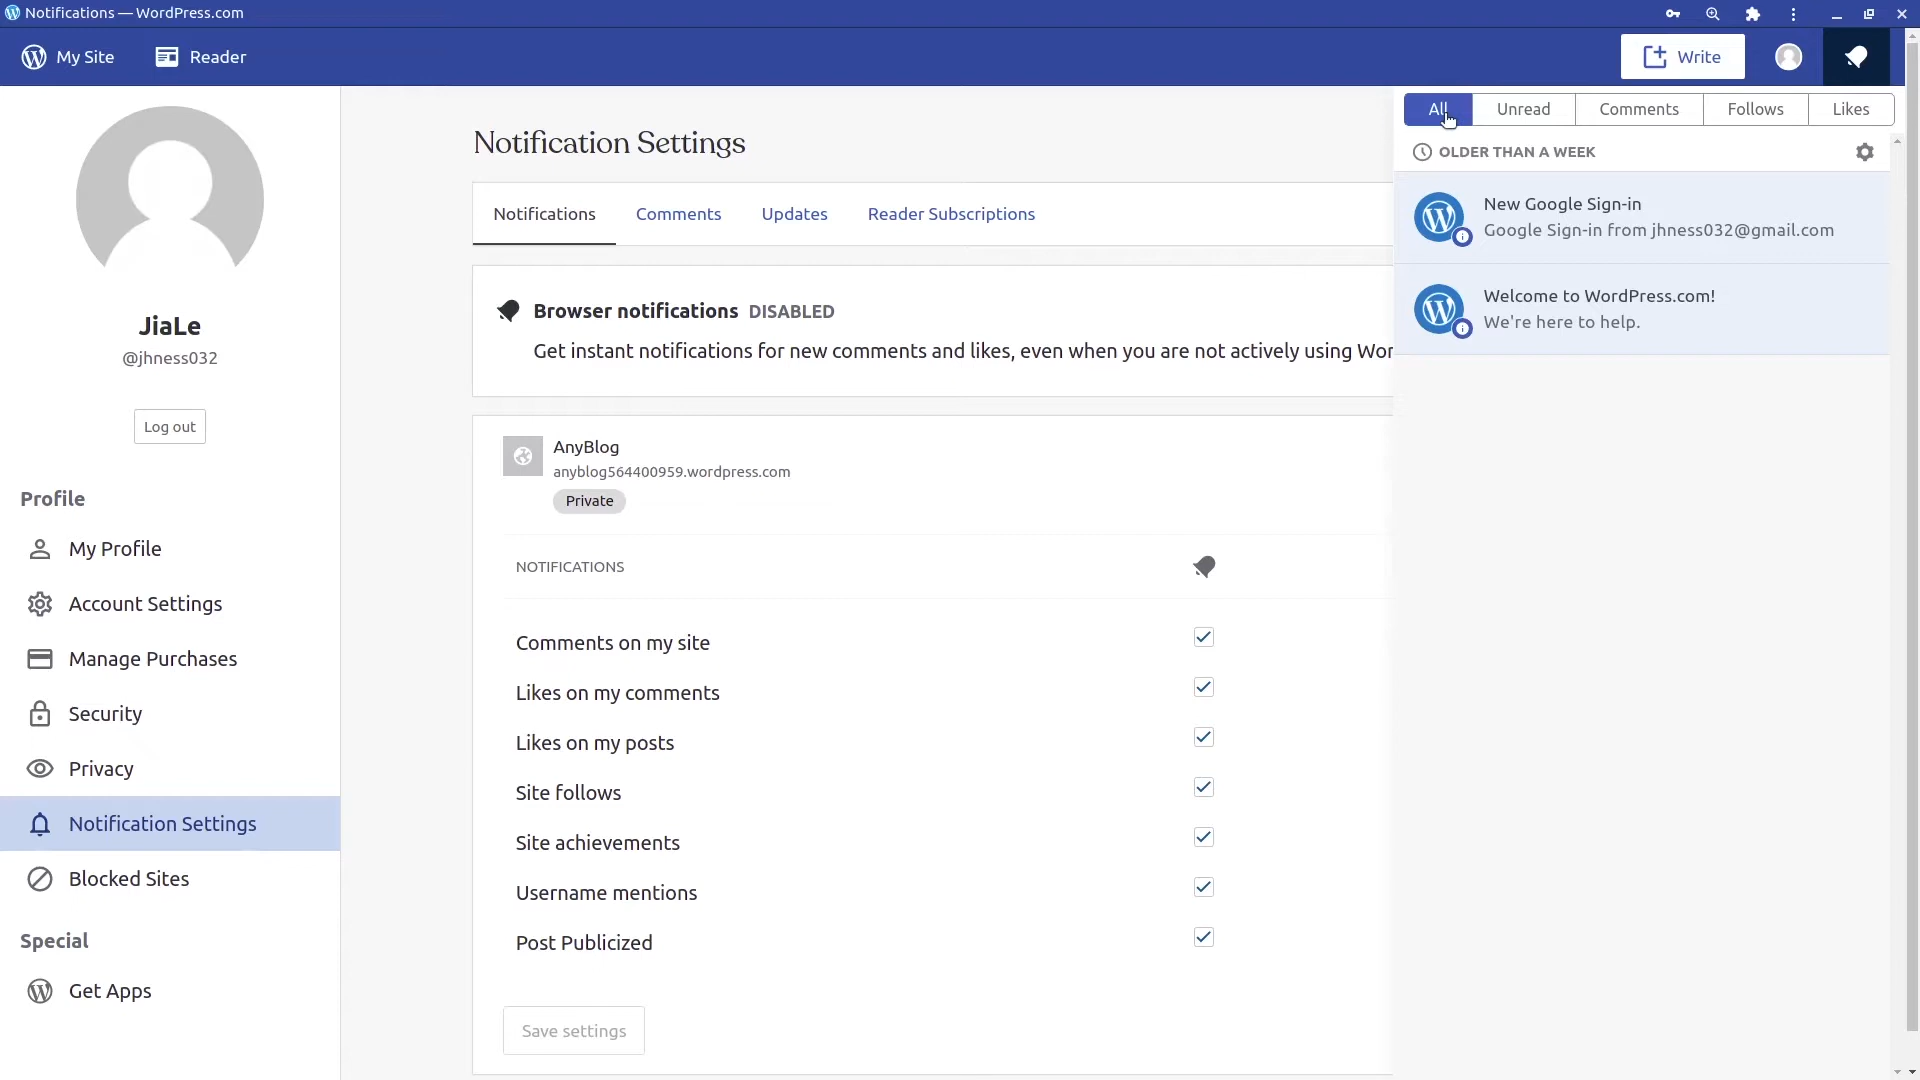 Notifications — WordPress.com
My Site
Reader
Write
All
Unread
Comments
Follows
Likes
OLDER THAN A WEEK
New Google Sign-in
Google Sign-in from jhness032@gmail.com
Welcome to WordPress.com!
We're here to help.
JiaLe
@jhness032
Log out
Profile
My Profile
Account Settings
Manage Purchases
Security
Privacy
Notification Settings
Blocked Sites
Special
Get Apps
Notification Settings
Notifications
Comments
Updates
Reader Subscriptions
Browser notifications DISABLED
Get instant notifications for new comments and likes, even when you are not actively using Wor
AnyBlog
anyblog564400959.wordpress.com
Private
NOTIFICATIONS
Comments on my site
Likes on my comments
Likes on my posts
Site follows
Site achievements
Username mentions
Post Publicized
Save settings